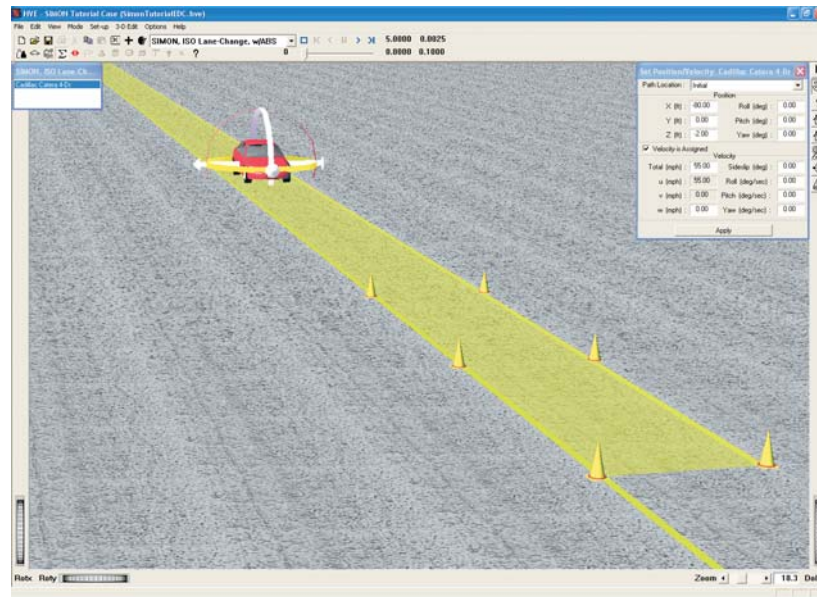 HVE - SIMON Tutorial Case (SimonTutorialEDC.hve)
File Edit View Mode Set-up 3-D Edit Options Help
SIMON, ISO Lane-Change, w/ABS 5.0000 0.0025
0 0.0000 0.1000
SIMON, ISO Lane Ch...
Cadillac Catera 4-Dr
Set Position/Velocity: Cadillac Catera 4-Dr
Path Location : Initial
Position
X (ft) : -80.00 Roll (deg) : 0.00
Y (ft) : 0.00 Pitch (deg) : 0.00
Z (ft) : -2.00 Yaw (deg) : 0.00
Velocity is Assigned
Velocity
Total (mph) : 55.00 Sideslip (deg) : 0.00
u (mph) : 55.00 Roll (deg/sec) : 0.00
v (mph) : 0.00 Pitch (deg/sec) : 0.00
w (mph) : 0.00 Yaw (deg/sec) : 0.00
Apply
Rotx Roty Zoom 18.3 Dol